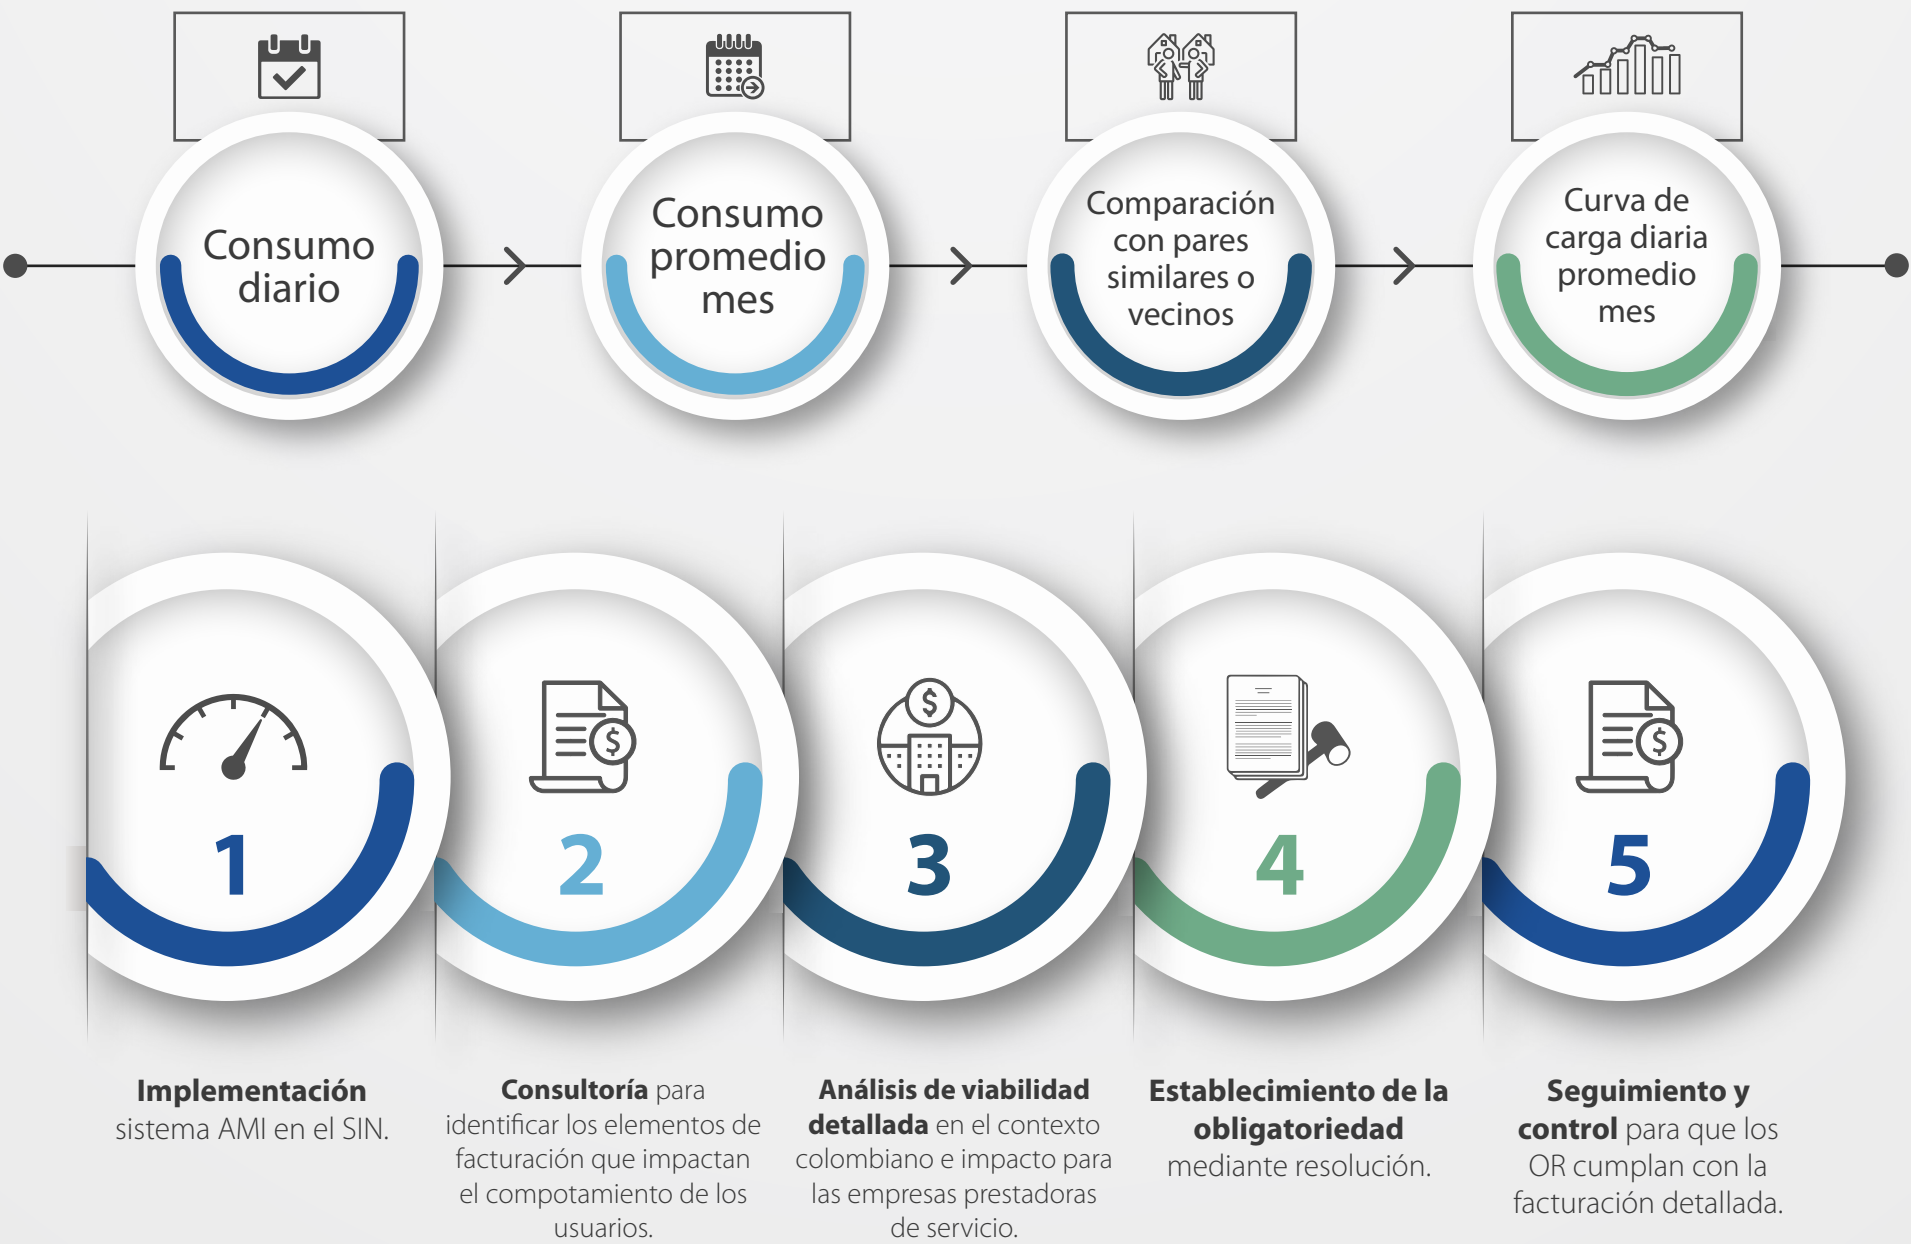 Consumo
diario
Consumo
promedio
mes
Comparación
con pares
similares o
vecinos
Curva de
carga diaria
promedio
mes
1
Implementación
sistema AMI en el SIN.
2
Consultoría para
identificar los elementos de
facturación que impactan
el compotamiento de los
usuarios.
3
Análisis de viabilidad
detallada en el contexto
colombiano e impacto para
las empresas prestadoras
de servicio.
4
Establecimiento de la
obligatoriedad
mediante resolución.
5
Seguimiento y
control para que los
OR cumplan con la
facturación detallada.